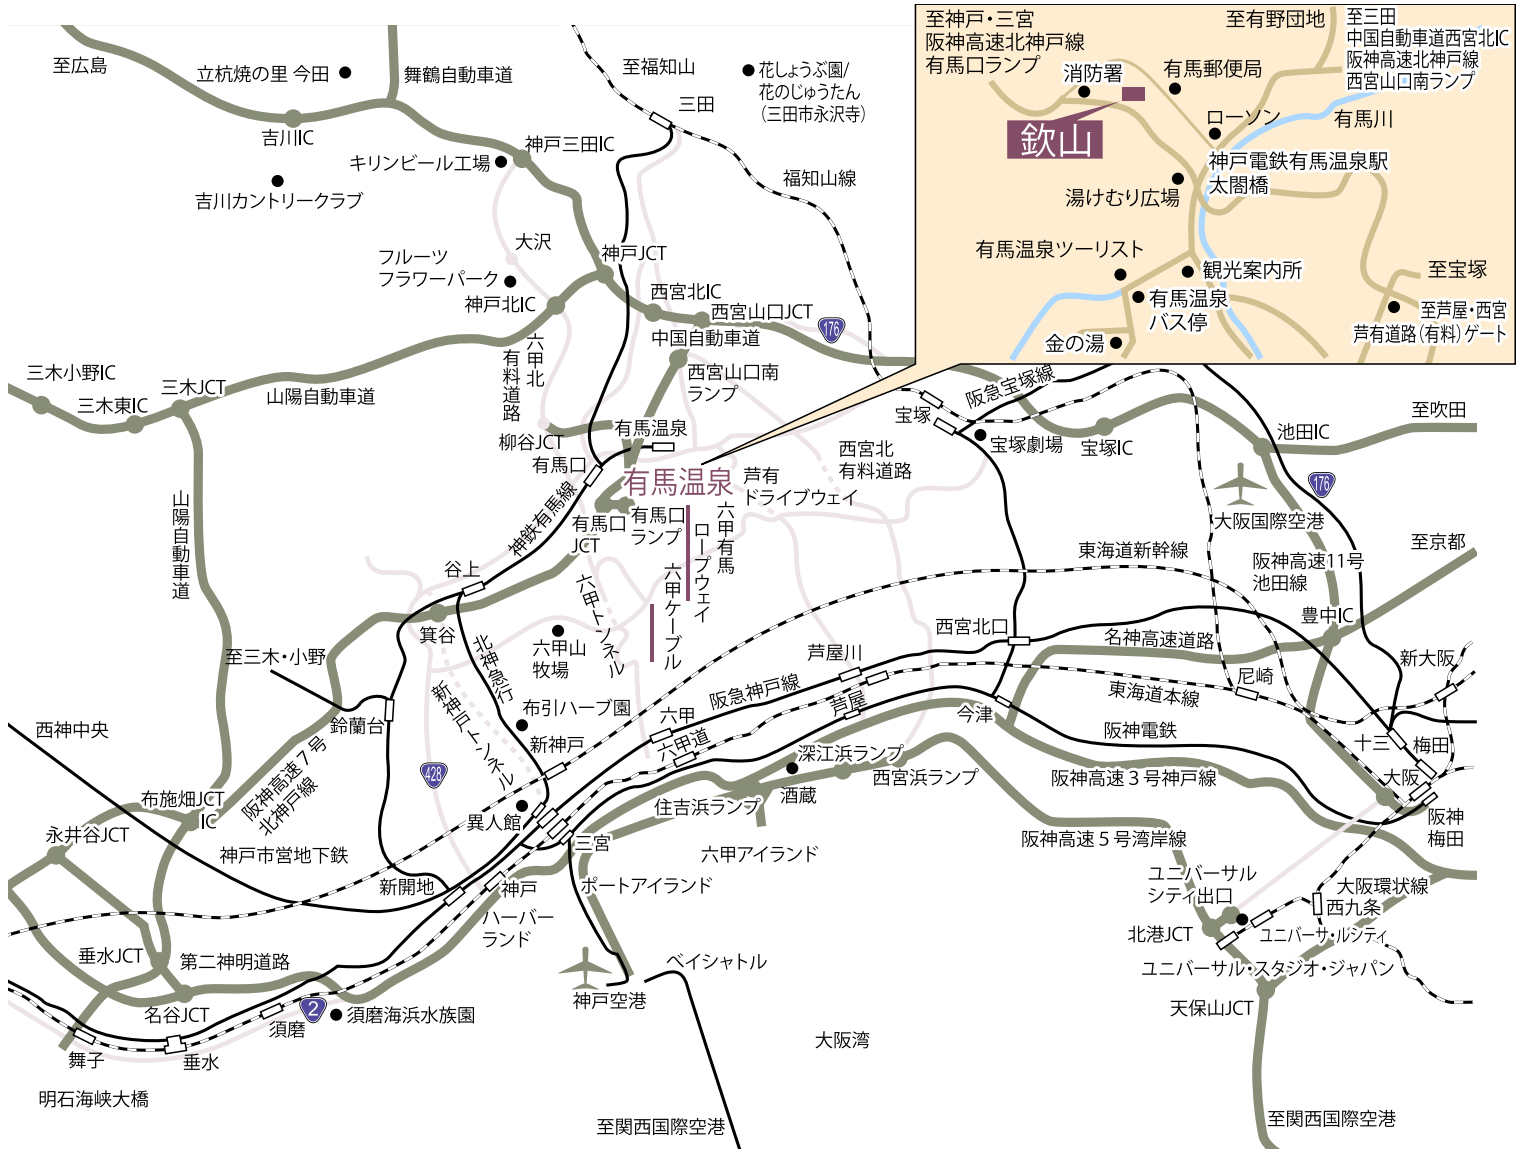 至神戸・三宮
阪神高速北神戸線
有馬口ランプ
至有野団地
至三田
中国自動車道西宮北IC
阪神高速北神戸線
西宮山口南ランプ
消防署
有馬郵便局
欽山
ローソン
有馬川
神戸電鉄有馬温泉駅
太閤橋
湯けむり広場
有馬温泉ツーリスト
観光案内所
至宝塚
有馬温泉
バス停
至芦屋・西宮
芦有道路(有料)ゲート
金の湯
至広島
立杭焼の里 今田
舞鶴自動車道
至福知山
三田
花しょうぶ園/
花のじゅうたん
(三田市永沢寺)
吉川IC
神戸三田IC
キリンビール工場
吉川カントリークラブ
福知山線
大沢
フルーツ
フラワーパーク
神戸JCT
神戸北IC
西宮北IC
西宮山口JCT
176
中国自動車道
西宮山口南
ランプ
六甲北
有料道路
三木小野IC
三木JCT
三木東IC
山陽自動車道
阪急宝塚線
宝塚
宝塚劇場
宝塚IC
至吹田
池田IC
柳谷JCT
有馬温泉
有馬口
有馬温泉
西宮北
有料道路
芦有
ドライブウェイ
176
大阪国際空港
山陽自動車道
神鉄有馬線
有馬口
JCT
有馬口
ランプ
六甲有馬
ロープウェイ
六甲ケーブル
六甲トンネル
東海道新幹線
阪神高速11号
池田線
至京都
谷上
箕谷
北神急行
六甲山
牧場
豊中IC
西宮北口
名神高速道路
芦屋川
新大阪
至三木・小野
新神戸トンネル
布引ハーブ園
阪急神戸線
芦屋
尼崎
東海道本線
今津
鈴蘭台
西神中央
新神戸
六甲
六甲道
阪神電鉄
十三
梅田
阪神高速7号
北神戸線
428
深江浜ランプ
西宮浜ランプ
阪神高速3号神戸線
大阪
布施畑JCT
IC
異人館
住吉浜ランプ
酒蔵
阪神
梅田
永井谷JCT
神戸市営地下鉄
三宮
六甲アイランド
阪神高速5号湾岸線
新開地
神戸
ハーバー
ランド
ポートアイランド
ユニバーサル
シティ出口
大阪環状線
西九条
北港JCT
ユニバーサ・ルシティ
垂水JCT
第二神明道路
ベイシャトル
ユニバーサル・スタジオ・ジャパン
神戸空港
名谷JCT
2
須磨
須磨海浜水族園
天保山JCT
大阪湾
舞子
垂水
明石海峡大橋
至関西国際空港
至関西国際空港